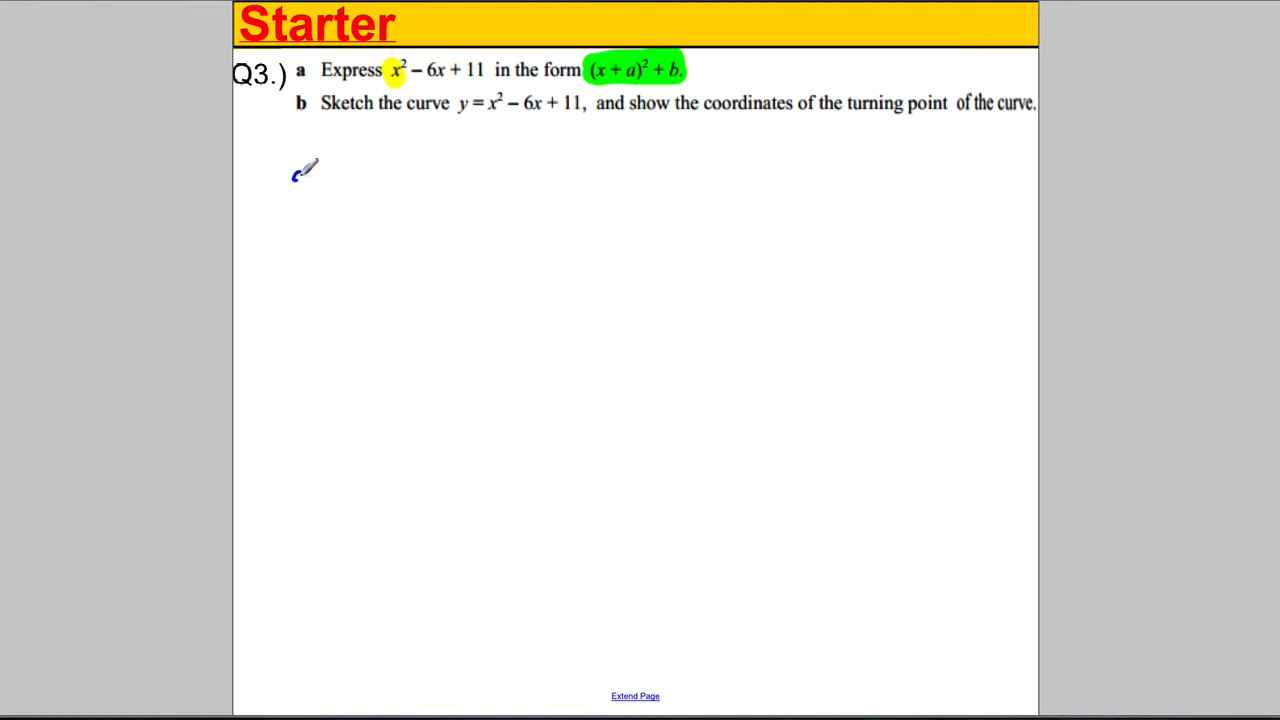 Starter
Q3.) a Express x² – 6x + 11 in the form (x + a)² + b.
b Sketch the curve y = x² – 6x + 11, and show the coordinates of the turning point of the curve.
Extend Page